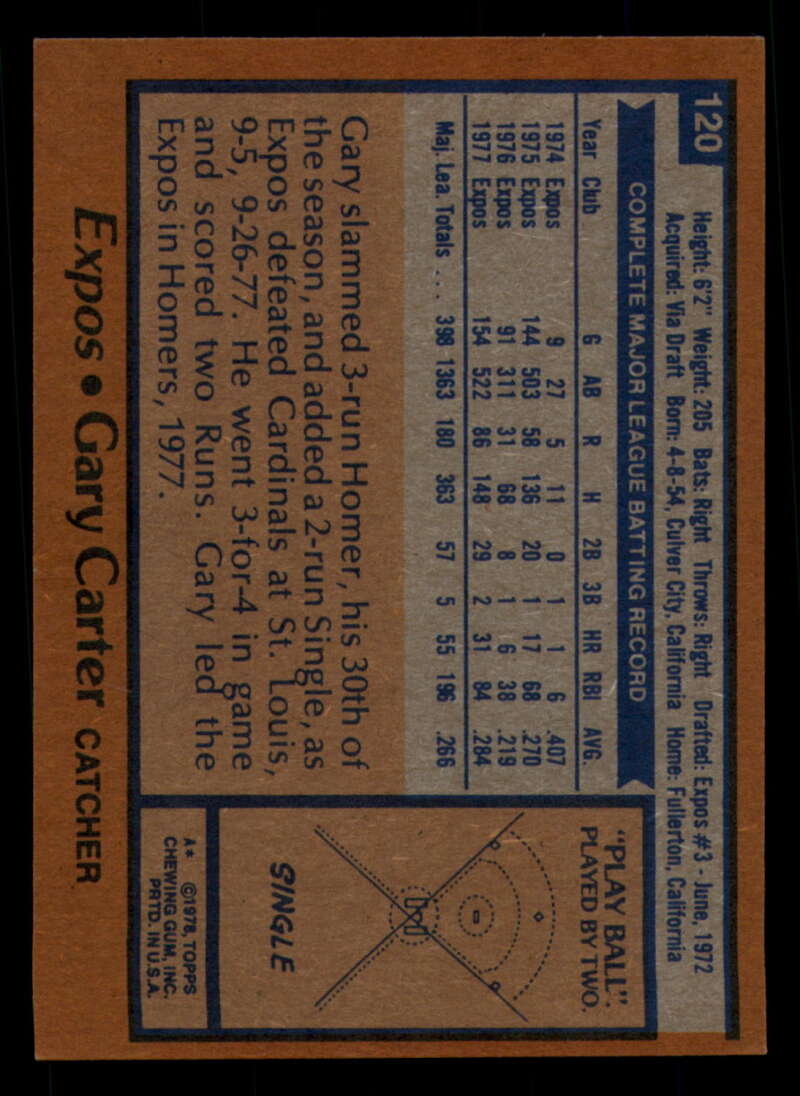 120
Height: 6'2" Weight: 205 Bats: Right Throws: Right Drafted: Expos #3 - June, 1972
Acquired: Via Draft Born: 4-8-54, Culver City, California Home: Fullerton, California
COMPLETE MAJOR LEAGUE BATTING RECORD
Year Club G AB R H 2B 3B HR RBI AVG.
1974 Expos 9 27 5 11 0 1 1 6 .407
1975 Expos 144 503 58 136 20 1 17 68 .270
1976 Expos 91 311 31 68 8 1 6 38 .219
1977 Expos 154 522 86 148 29 2 31 84 .284
Maj. Lea. Totals . . . 398 1363 180 363 57 5 55 196 .266
Gary slammed 3-run Homer, his 30th of
the season, and added a 2-run Single, as
Expos defeated Cardinals at St. Louis,
9-5, 9-26-77. He went 3-for-4 in game
and scored two Runs. Gary led the
Expos in Homers, 1977.
"PLAY BALL".
PLAYED BY TWO.
SINGLE
A* ©1978, TOPPS
CHEWING GUM, INC.
PRTD. IN U.S.A.
Expos • Gary Carter CATCHER